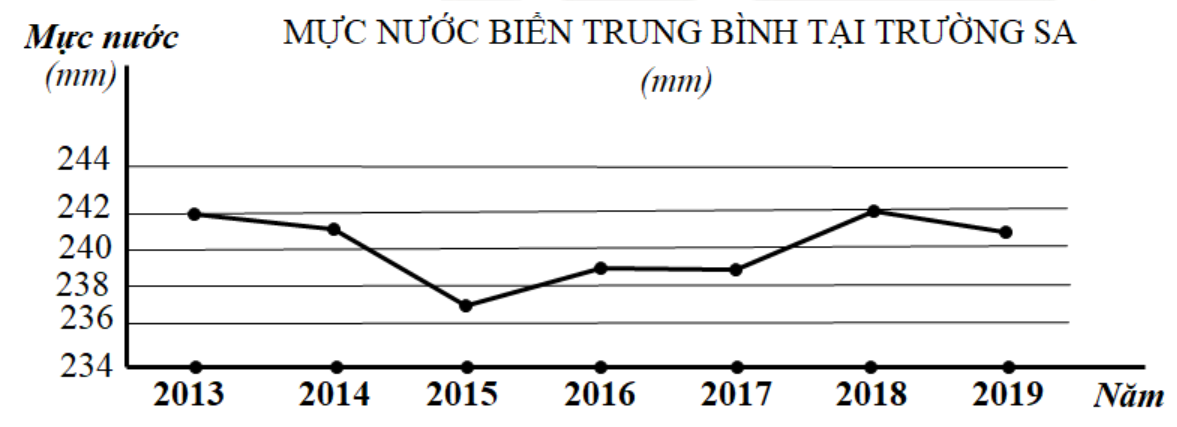 MỰC NƯỚC BIỂN TRUNG BÌNH TẠI TRƯỜNG SA
(mm)
Mực nước
(mm)
244
242
240
238
236
234
2013 2014 2015 2016 2017 2018 2019 Năm